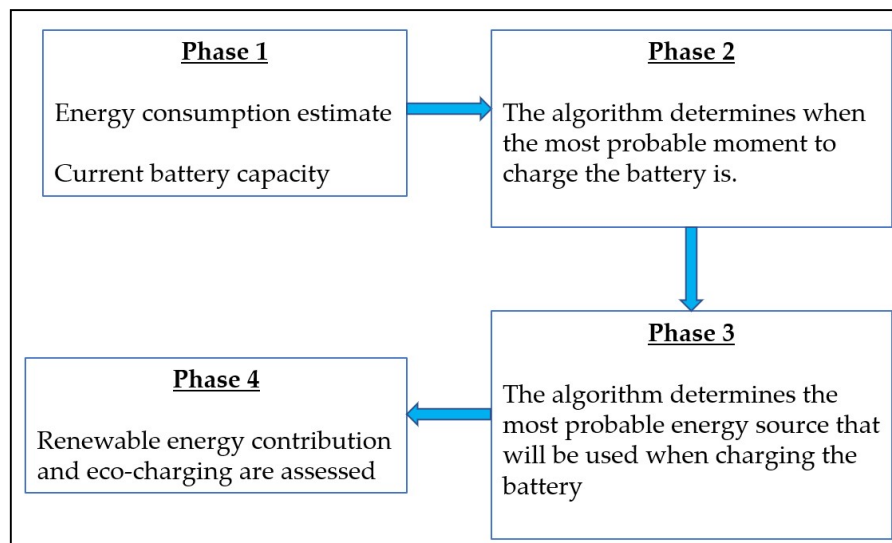 Phase 1
Energy consumption estimate
Current battery capacity
Phase 2
The algorithm determines when
the most probable moment to
charge the battery is.
Phase 3
The algorithm determines the
most probable energy source that
will be used when charging the
battery
Phase 4
Renewable energy contribution
and eco-charging are assessed